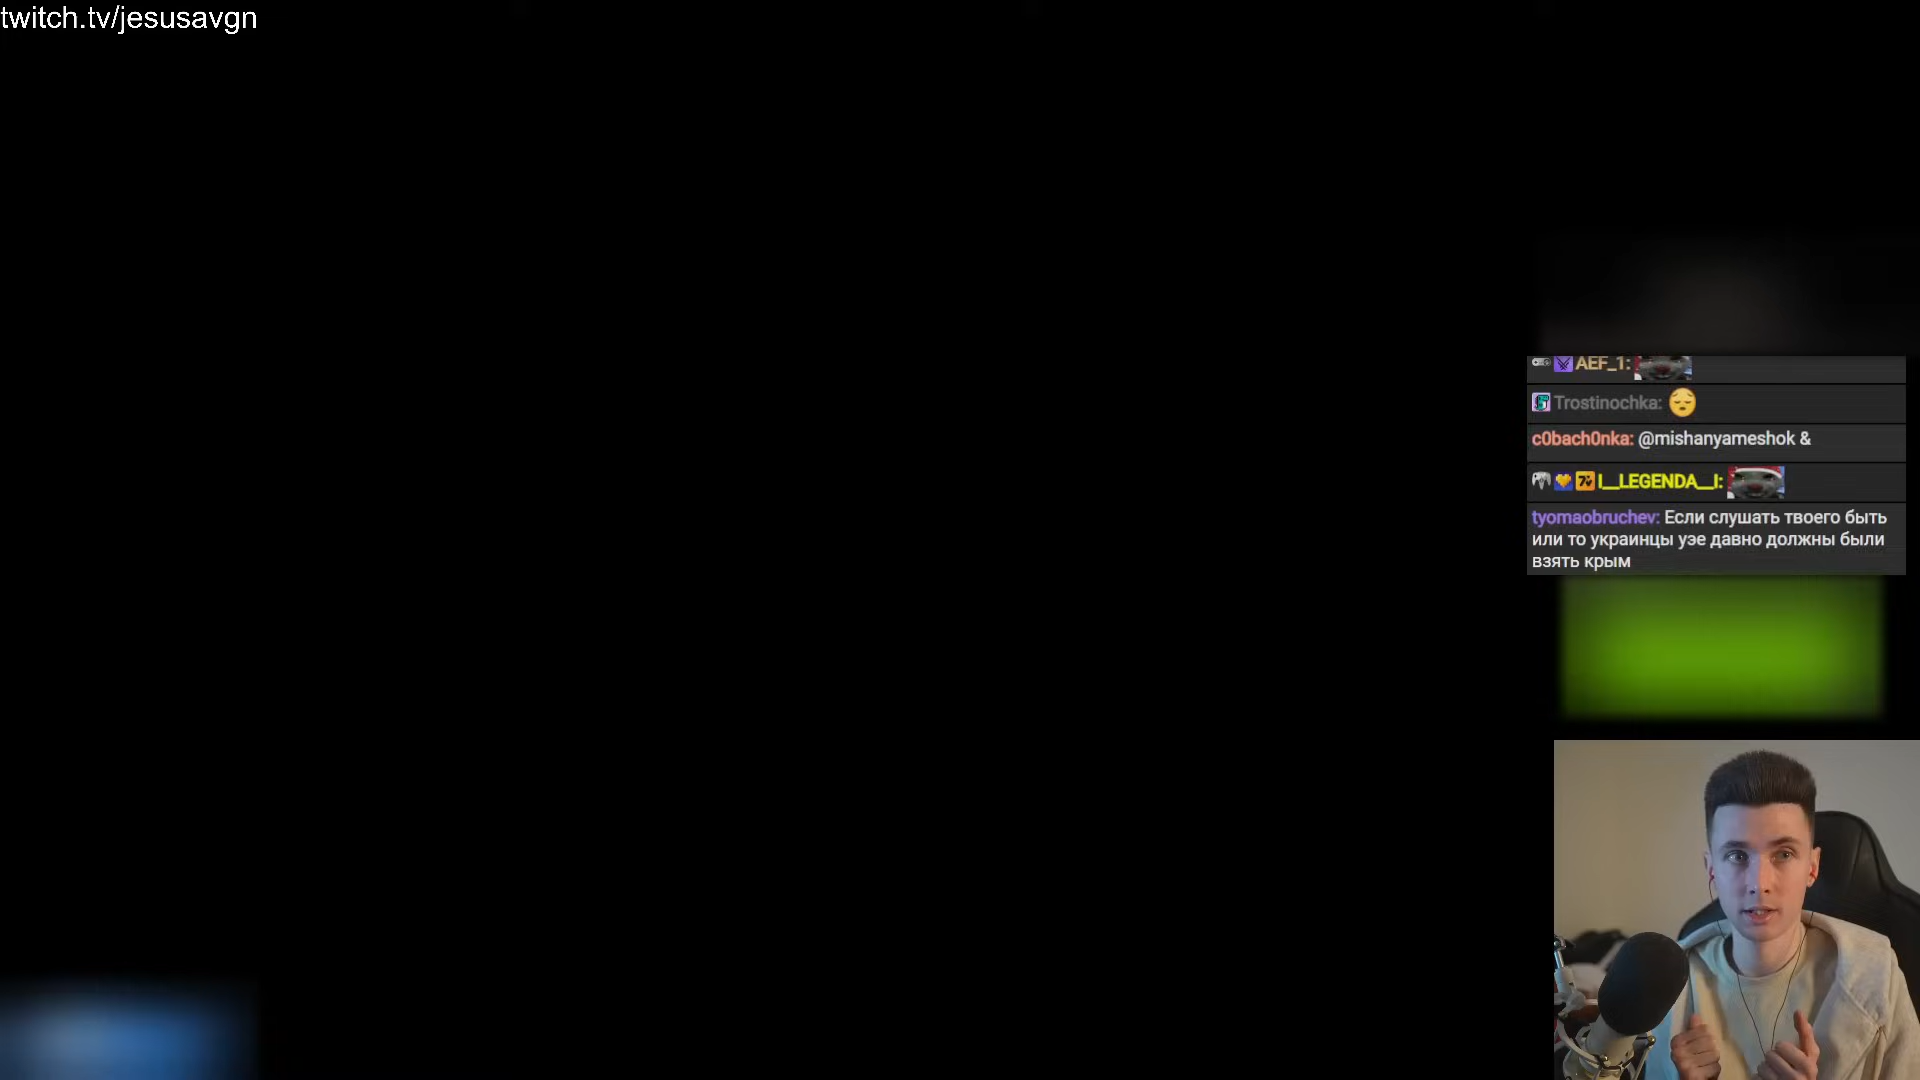 twitch.tv/jesusavgn
AEF_1:
Trostinochka:
c0bach0nka: @mishanyameshok &
I__LEGENDA__I:
tyomaobruchev: Если слушать твоего быть
или то украинцы уэе давно должны были
взять крым